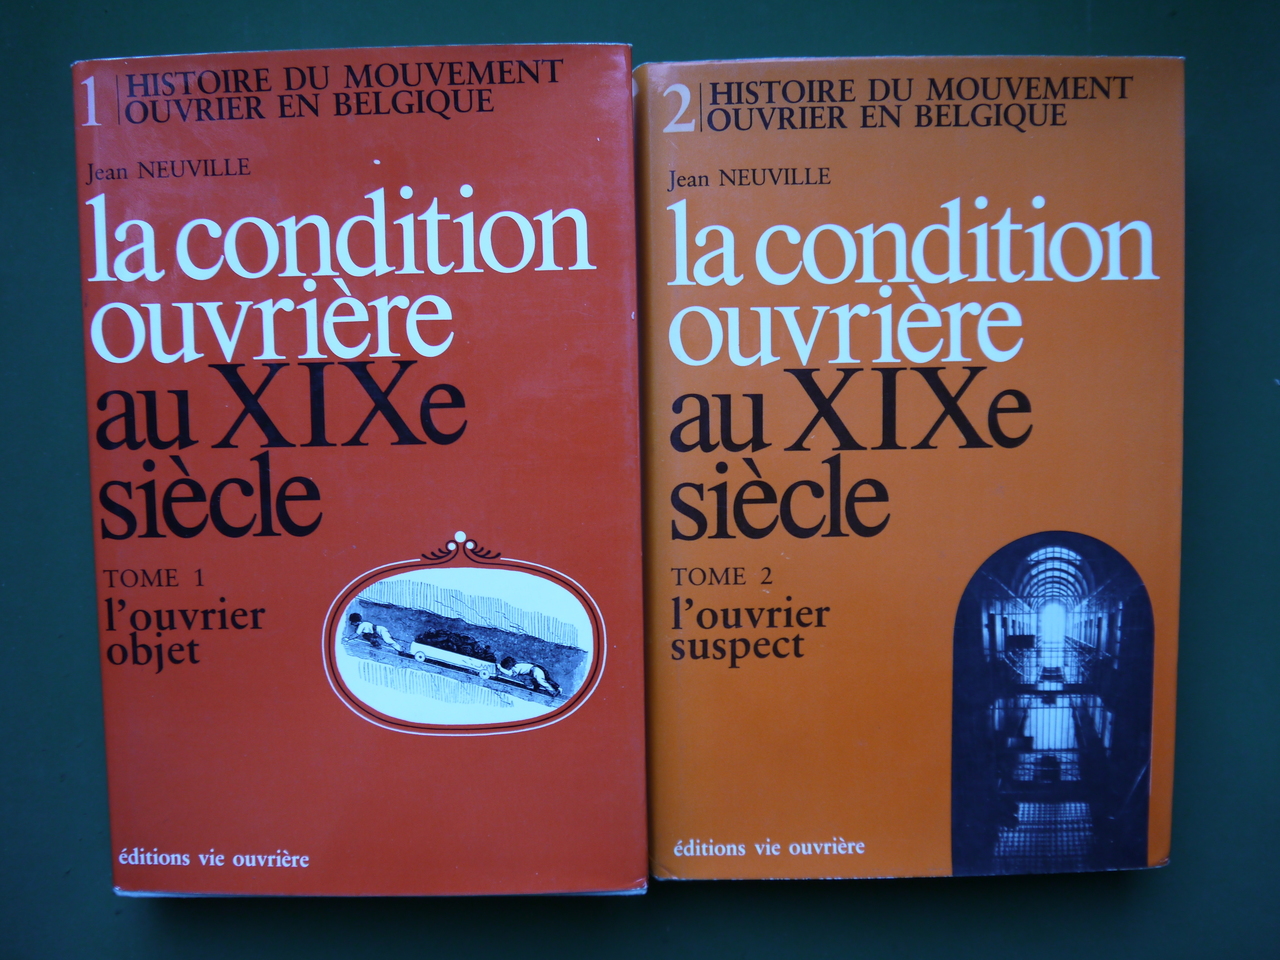 1
HISTOIRE DU MOUVEMENT
OUVRIER EN BELGIQUE
Jean NEUVILLE
la condition
ouvrière
au XIXe
siècle
TOME 1
l'ouvrier
objet
éditions vie ouvrière
2
HISTOIRE DU MOUVEMENT
OUVRIER EN BELGIQUE
Jean NEUVILLE
la condition
ouvrière
au XIXe
siècle
TOME 2
l'ouvrier
suspect
éditions vie ouvrière